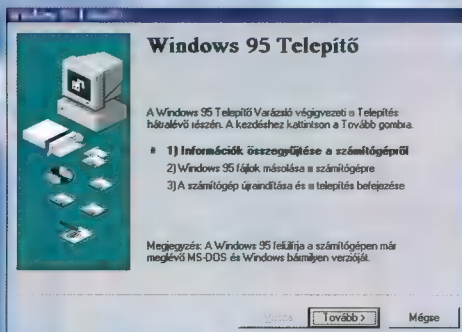 Windows 95 Telepítő
A Windows 95 Telepítő Varázsló végigvezeti a Telepítés
hátralévő részén. A kezdéshez kattintson a Tovább gombra.
1) Információk összegyűjtése a számítógépről
2) Windows 95 fájlok másolása a számítógépre
3) A számítógép újraindítása és a telepítés befejezése
Megjegyzés: A Windows 95 felülírja a számítógépen már
meglévő MS-DOS és Windows bármilyen verzióját.
Vissza Tovább > Mégse